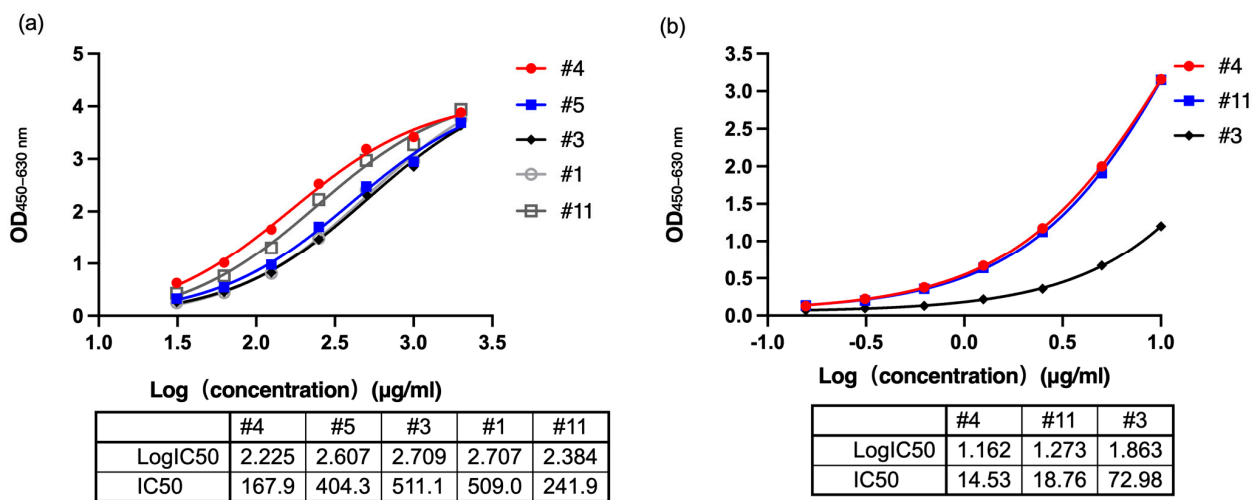 (a)
5
4
3
2
1
0
OD450–630 nm
1.0 1.5 2.0 2.5 3.0 3.5
Log（concentration）(μg/ml)
#4
#5
#3
#1
#11
#4 #5 #3 #1 #11
LogIC50 2.225 2.607 2.709 2.707 2.384
IC50 167.9 404.3 511.1 509.0 241.9
(b)
3.5
3.0
2.5
2.0
1.5
1.0
0.5
0.0
OD450–630 nm
-1.0 -0.5 0.0 0.5 1.0
Log（concentration）(μg/ml)
#4
#11
#3
#4 #11 #3
LogIC50 1.162 1.273 1.863
IC50 14.53 18.76 72.98